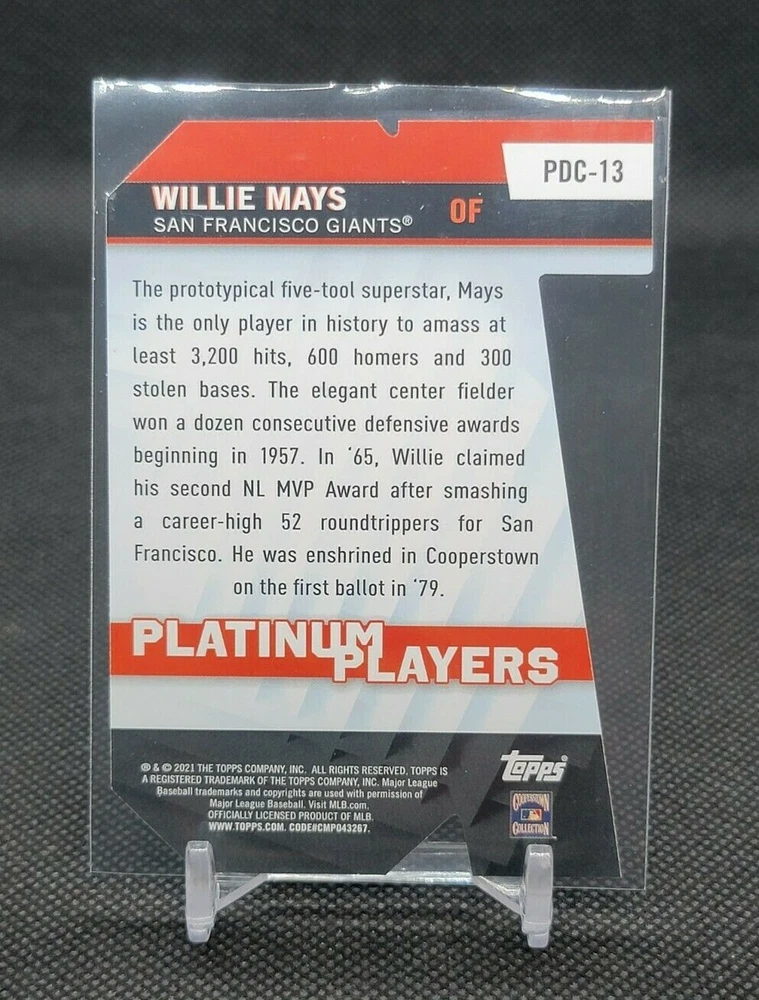 PDC-13
WILLIE MAYS
SAN FRANCISCO GIANTS®
OF
The prototypical five-tool superstar, Mays
is the only player in history to amass at
least 3,200 hits, 600 homers and 300
stolen bases. The elegant center fielder
won a dozen consecutive defensive awards
beginning in 1957. In '65, Willie claimed
his second NL MVP Award after smashing
a career-high 52 roundtrippers for San
Francisco. He was enshrined in Cooperstown
on the first ballot in '79.
PLATINUM
PLAYERS
® & © 2021 THE TOPPS COMPANY, INC. ALL RIGHTS RESERVED. TOPPS IS
A REGISTERED TRADEMARK OF THE TOPPS COMPANY, INC. Major League
Baseball trademarks and copyrights are used with permission of
Major League Baseball. Visit MLB.com.
OFFICIALLY LICENSED PRODUCT OF MLB.
WWW.TOPPS.COM. CODE#CMP043267.
topps
COOPERSTOWN
COLLECTION